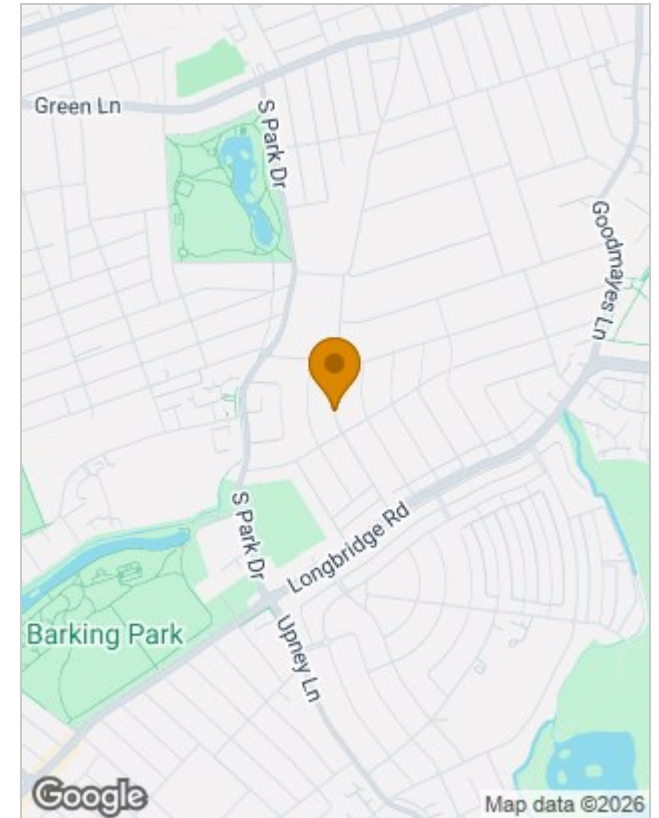 Green Ln
S Park Dr
Goodmayes Ln
S Park Dr
Longbridge Rd
Barking Park
Upney Ln
Google
Map data ©2026